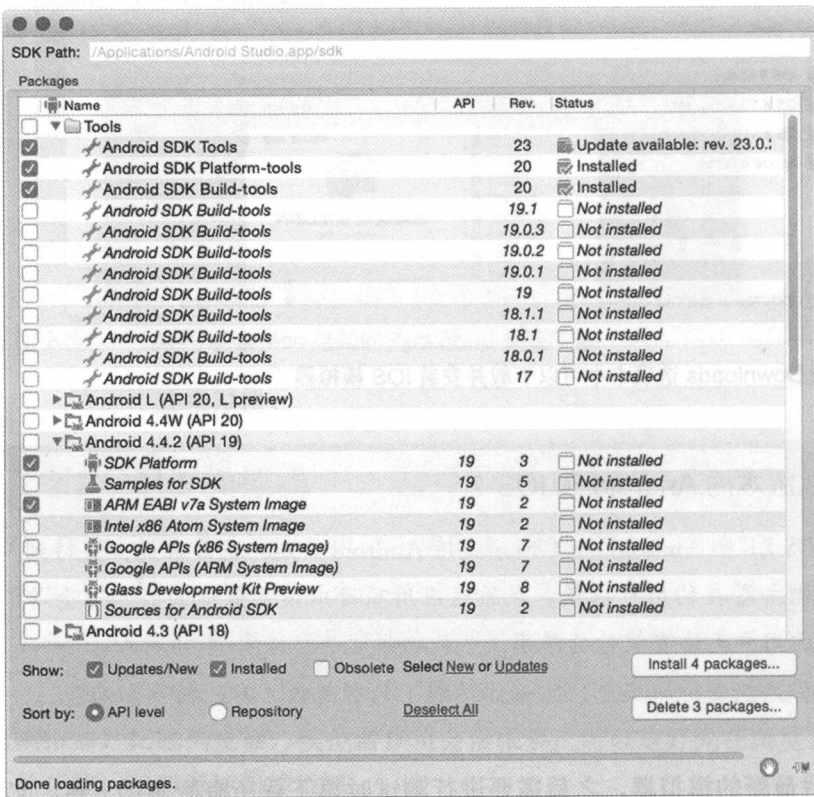 SDK Path: /Applications/Android Studio.app/sdk
Packages
Name API Rev. Status
Tools
Android SDK Tools 23 Update available: rev. 23.0.
Android SDK Platform-tools 20 Installed
Android SDK Build-tools 20 Installed
Android SDK Build-tools 19.1 Not installed
Android SDK Build-tools 19.0.3 Not installed
Android SDK Build-tools 19.0.2 Not installed
Android SDK Build-tools 19.0.1 Not installed
Android SDK Build-tools 19 Not installed
Android SDK Build-tools 18.1.1 Not installed
Android SDK Build-tools 18.1 Not installed
Android SDK Build-tools 18.0.1 Not installed
Android SDK Build-tools 17 Not installed
Android L (API 20, L preview)
Android 4.4W (API 20)
Android 4.4.2 (API 19)
SDK Platform 19 3 Not installed
Samples for SDK 19 5 Not installed
ARM EABI v7a System Image 19 2 Not installed
Intel x86 Atom System Image 19 2 Not installed
Google APIs (x86 System Image) 19 7 Not installed
Google APIs (ARM System Image) 19 7 Not installed
Glass Development Kit Preview 19 8 Not installed
Sources for Android SDK 19 2 Not installed
Android 4.3 (API 18)
Show: Updates/New Installed Obsolete Select New or Updates Install 4 packages...
Sort by: API level Repository Deselect All Delete 3 packages...
Done loading packages.